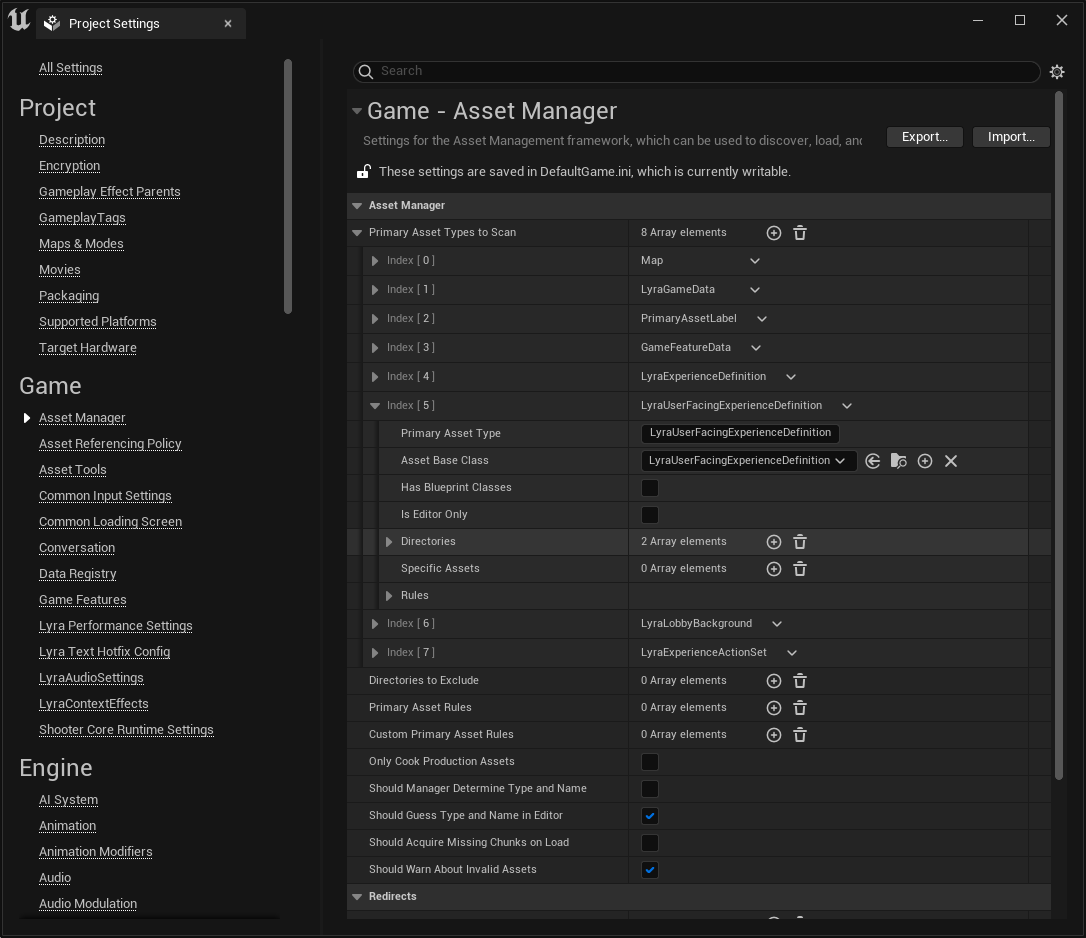 Project Settings
All Settings
Project
Description
Encryption
Gameplay Effect Parents
GameplayTags
Maps & Modes
Movies
Packaging
Supported Platforms
Target Hardware
Game
Asset Manager
Asset Referencing Policy
Asset Tools
Common Input Settings
Common Loading Screen
Conversation
Data Registry
Game Features
Lyra Performance Settings
Lyra Text Hotfix Config
LyraAudioSettings
LyraContextEffects
Shooter Core Runtime Settings
Engine
AI System
Animation
Animation Modifiers
Audio
Audio Modulation
Search
Game - Asset Manager
Settings for the Asset Management framework, which can be used to discover, load, and
Export... Import...
These settings are saved in DefaultGame.ini, which is currently writable.
Asset Manager
Primary Asset Types to Scan 8 Array elements
Index [ 0 ] Map
Index [ 1 ] LyraGameData
Index [ 2 ] PrimaryAssetLabel
Index [ 3 ] GameFeatureData
Index [ 4 ] LyraExperienceDefinition
Index [ 5 ] LyraUserFacingExperienceDefinition
Primary Asset Type LyraUserFacingExperienceDefinition
Asset Base Class LyraUserFacingExperienceDefinition
Has Blueprint Classes
Is Editor Only
Directories 2 Array elements
Specific Assets 0 Array elements
Rules
Index [ 6 ] LyraLobbyBackground
Index [ 7 ] LyraExperienceActionSet
Directories to Exclude 0 Array elements
Primary Asset Rules 0 Array elements
Custom Primary Asset Rules 0 Array elements
Only Cook Production Assets
Should Manager Determine Type and Name
Should Guess Type and Name in Editor
Should Acquire Missing Chunks on Load
Should Warn About Invalid Assets
Redirects